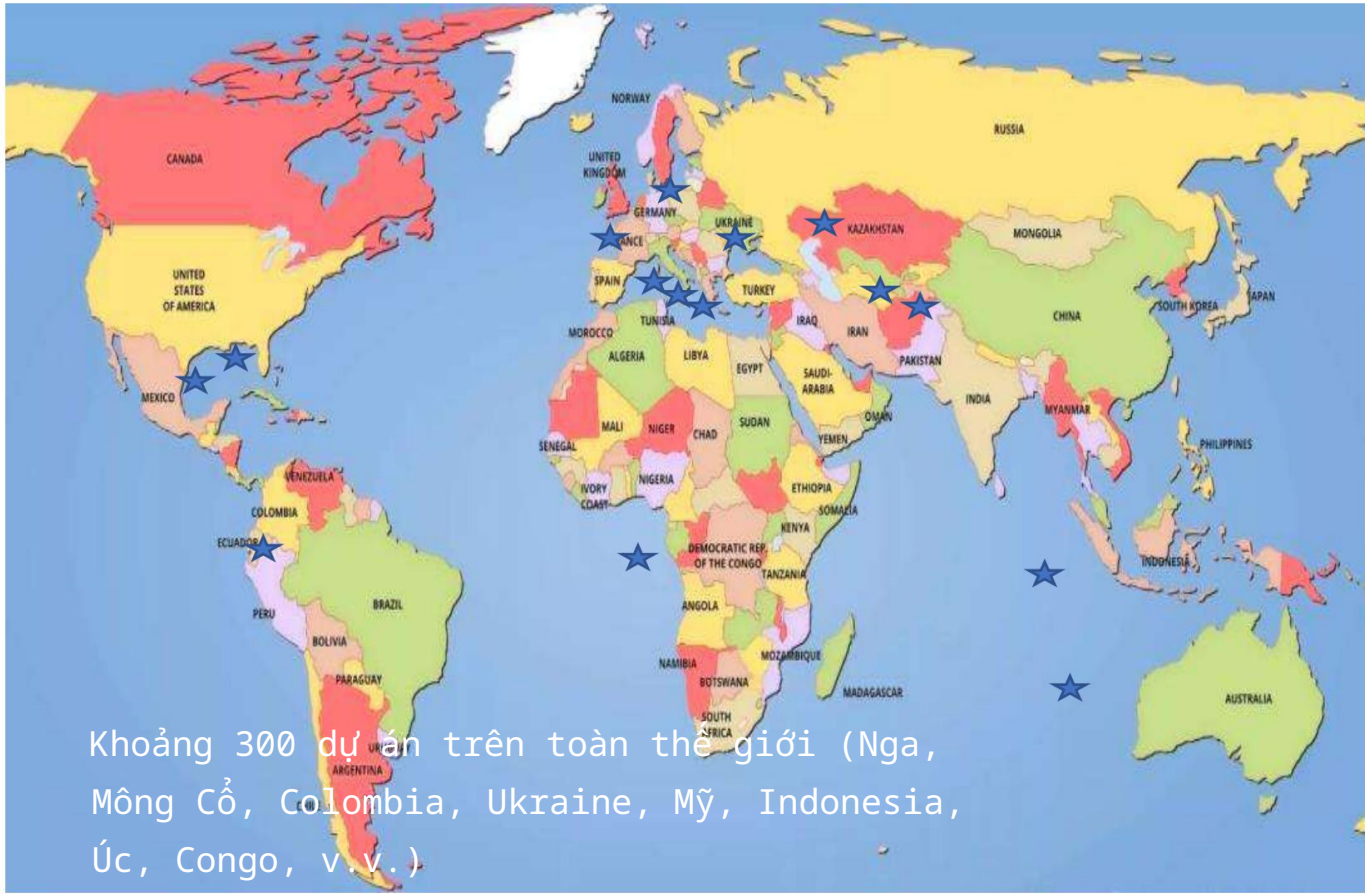 NORWAY
RUSSIA
CANADA
UNITED
KINGDOM
GERMANY
UKRAINE
KAZAKHSTAN
MONGOLIA
ANCE
UNITED
STATES
OF AMERICA
SPAIN
TURKEY
SOUTH KOREA
JAPAN
CHINA
TUNISIA
MOROCCO
IRAQ
IRAN
ALGERIA
LIBYA
EGYPT
PAKISTAN
SAUDI-
ARABIA
MEXICO
INDIA
MYANMAR
OMAN
MALI
NIGER
CHAD
SUDAN
YEMEN
SENEGAL
PHILIPPINES
VENEZUELA
NIGERIA
IVORY
COAST
ETHIOPIA
COLOMBIA
SOMALIA
KENYA
ECUADOR
DEMOCRATIC REP.
OF THE CONGO
INDONESIA
TANZANIA
BRAZIL
PERU
ANGOLA
BOLIVIA
MOZAMBIQUE
NAMIBIA
PARAGUAY
BOTSWANA
MADAGASCAR
AUSTRALIA
SOUTH
AFRICA
ARGENTINA
Khoảng 300 dự án trên toàn thế giới (Nga,
Mông Cổ, Colombia, Ukraine, Mỹ, Indonesia,
Úc, Congo, v.v.)